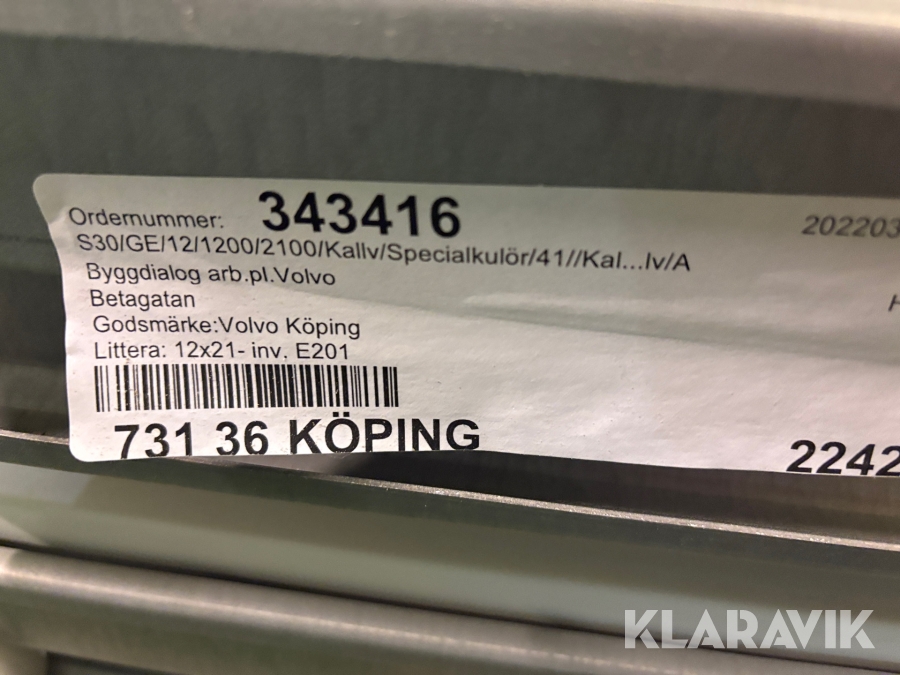 Ordernummer: 343416 202203
S30/GE/12/1200/2100/Kallv/Specialkulör/41//Kal...lv/A
Byggdialog arb.pl.Volvo
Betagatan
Godsmärke:Volvo Köping
Littera: 12x21- inv. E201
731 36 KÖPING 2242
KLARAVIK